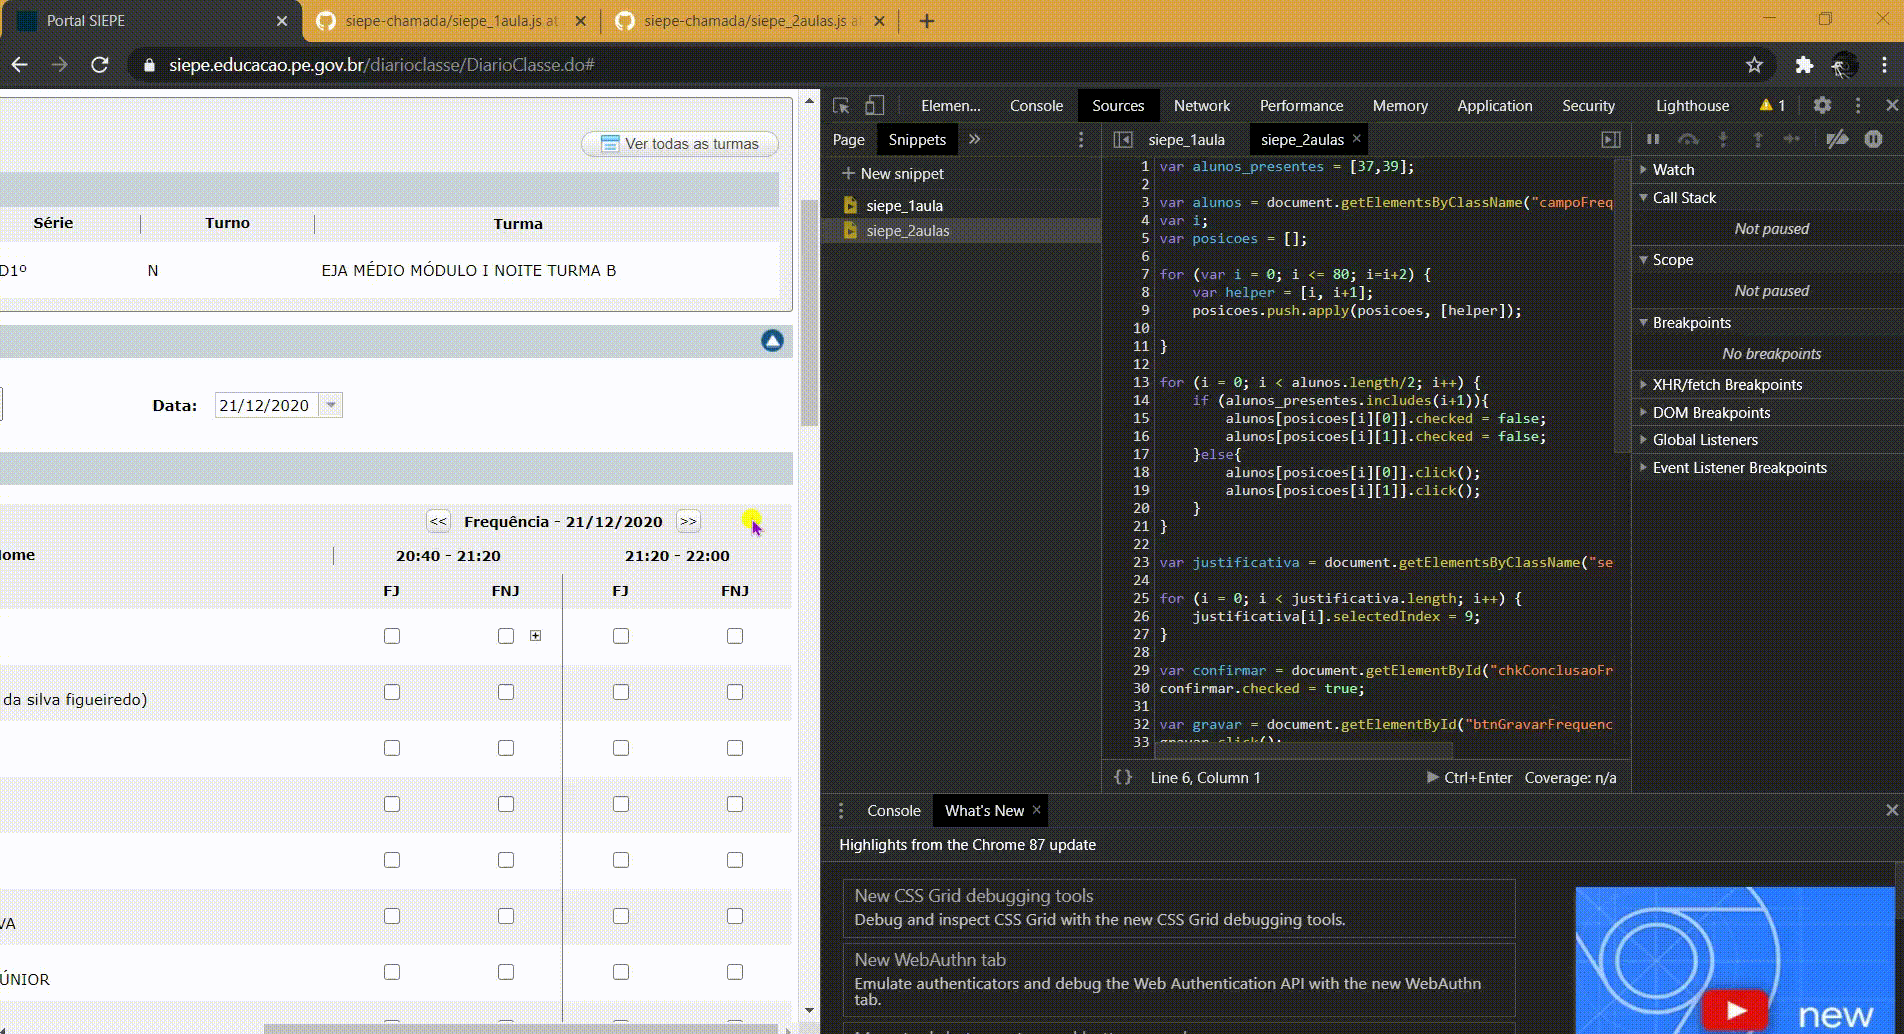 Portal SIEPE
siepe-chamada/siepe_1aula.js at
siepe-chamada/siepe_2aulas.js at
siepe.educacao.pe.gov.br/diarioclasse/DiarioClasse.do#
Ver todas as turmas
Série Turno Turma
D1º N EJA MÉDIO MÓDULO I NOITE TURMA B
Data: 21/12/2020
<< Frequência - 21/12/2020 >>
ome 20:40 - 21:20 21:20 - 22:00
FJ FNJ FJ FNJ
da silva figueiredo)
VA
ÚNIOR
Elemen... Console Sources Network Performance Memory Application Security Lighthouse 1
Page Snippets »
New snippet
siepe_1aula
siepe_2aulas
siepe_1aula siepe_2aulas
1 var alunos_presentes = [37,39];
2
3 var alunos = document.getElementsByClassName("campoFreq
4 var i;
5 var posicoes = [];
6
7 for (var i = 0; i <= 80; i=i+2) {
8 var helper = [i, i+1];
9 posicoes.push.apply(posicoes, [helper]);
10
11 }
12
13 for (i = 0; i < alunos.length/2; i++) {
14 if (alunos_presentes.includes(i+1)){
15 alunos[posicoes[i][0]].checked = false;
16 alunos[posicoes[i][1]].checked = false;
17 }else{
18 alunos[posicoes[i][0]].click();
19 alunos[posicoes[i][1]].click();
20 }
21 }
22
23 var justificativa = document.getElementsByClassName("se
24
25 for (i = 0; i < justificativa.length; i++) {
26 justificativa[i].selectedIndex = 9;
27 }
28
29 var confirmar = document.getElementById("chkConclusaoFr
30 confirmar.checked = true;
31
32 var gravar = document.getElementById("btnGravarFrequenc
33 gravar.click();
{} Line 6, Column 1 Ctrl+Enter Coverage: n/a
Watch
Call Stack
Not paused
Scope
Not paused
Breakpoints
No breakpoints
XHR/fetch Breakpoints
DOM Breakpoints
Global Listeners
Event Listener Breakpoints
Console What's New
Highlights from the Chrome 87 update
New CSS Grid debugging tools
Debug and inspect CSS Grid with the new CSS Grid debugging tools.
New WebAuthn tab
Emulate authenticators and debug the Web Authentication API with the new WebAuthn
tab.
new